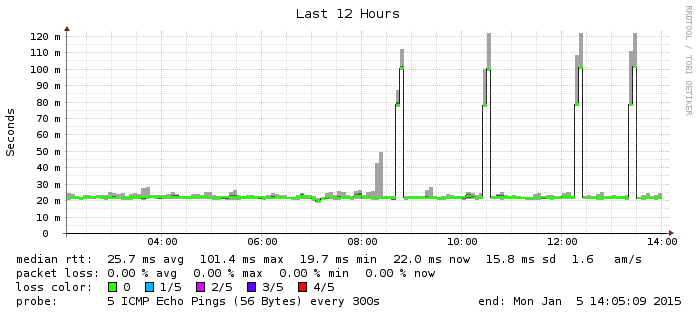 Last 12 Hours
RRDTOOL / TOBI OETIKER
Seconds
120 m
110 m
100 m
90 m
80 m
70 m
60 m
50 m
40 m
30 m
20 m
10 m
0
04:00 06:00 08:00 10:00 12:00 14:00
median rtt: 25.7 ms avg 101.4 ms max 19.7 ms min 22.0 ms now 15.8 ms sd 1.6 am/s
packet loss: 0.00 % avg 0.00 % max 0.00 % min 0.00 % now
loss color: 0 1/5 2/5 3/5 4/5
probe: 5 ICMP Echo Pings (56 Bytes) every 300s end: Mon Jan 5 14:05:09 2015